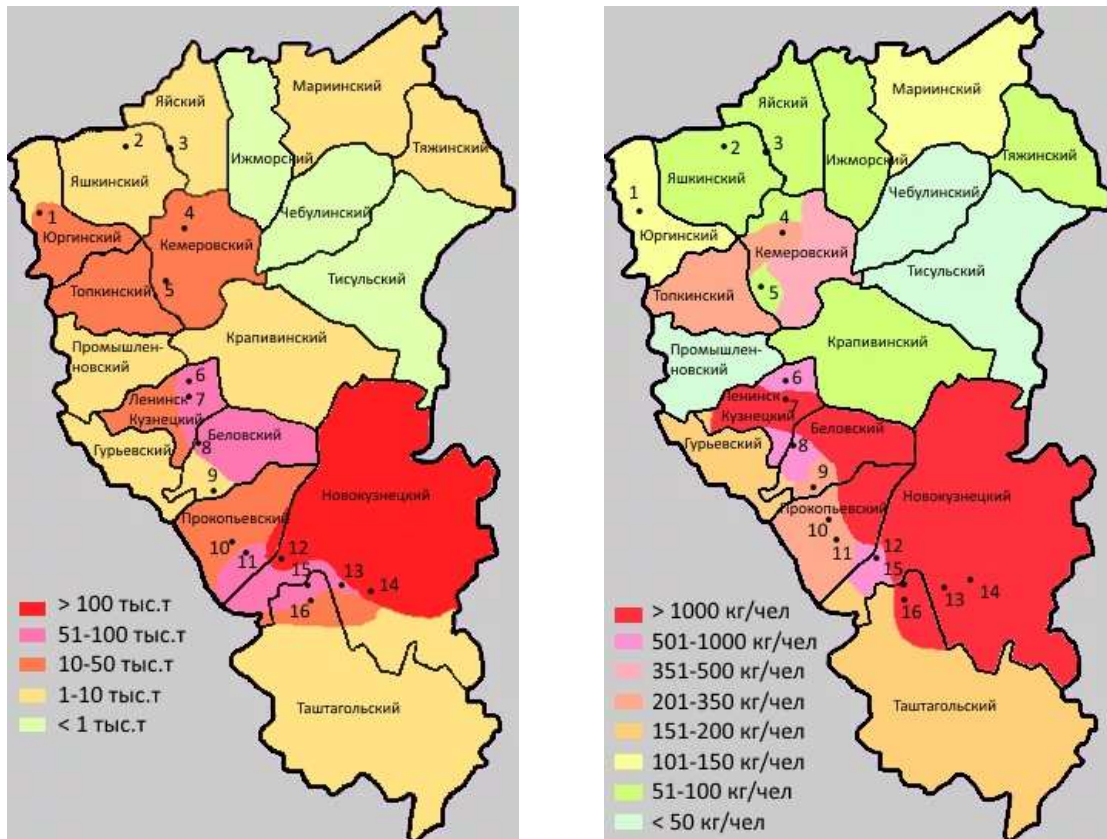 Мариинский
Яйский
2
3
Тяжинский
Ижморский
Яшкинский
Чебулинский
1
4
Юргинский
Кемеровский
Тисульский
Топкинский
5
Крапивинский
Промышлен-
новский
6
Ленинск
7
Кузнецкий
Беловский
8
Гурьевский
9
Новокузнецкий
Прокопьевский
10
11
12
15
13
14
16
Таштагольский
> 100 тыс.т
51-100 тыс.т
10-50 тыс.т
1-10 тыс.т
< 1 тыс.т
Мариинский
Яйский
2
3
Тяжинский
Ижморский
Яшкинский
Чебулинский
1
4
Юргинский
Кемеровский
Тисульский
Топкинский
5
Крапивинский
Промышлен-
новский
6
Ленинск
7
Кузнецкий
Беловский
8
Гурьевский
9
Новокузнецкий
Прокопьевский
10
11
12
15
13
14
16
Таштагольский
> 1000 кг/чел
501-1000 кг/чел
351-500 кг/чел
201-350 кг/чел
151-200 кг/чел
101-150 кг/чел
51-100 кг/чел
< 50 кг/чел